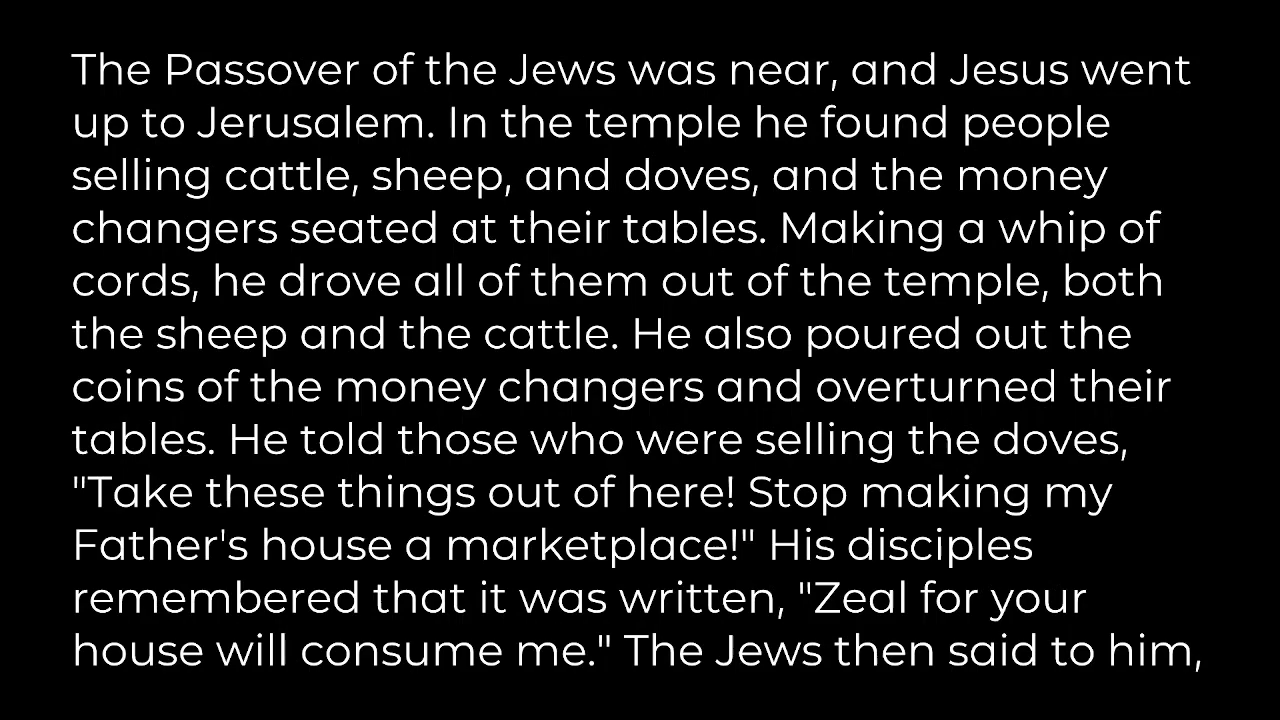 The Passover of the Jews was near, and Jesus went
up to Jerusalem. In the temple he found people
selling cattle, sheep, and doves, and the money
changers seated at their tables. Making a whip of
cords, he drove all of them out of the temple, both
the sheep and the cattle. He also poured out the
coins of the money changers and overturned their
tables. He told those who were selling the doves,
"Take these things out of here! Stop making my
Father's house a marketplace!" His disciples
remembered that it was written, "Zeal for your
house will consume me." The Jews then said to him,